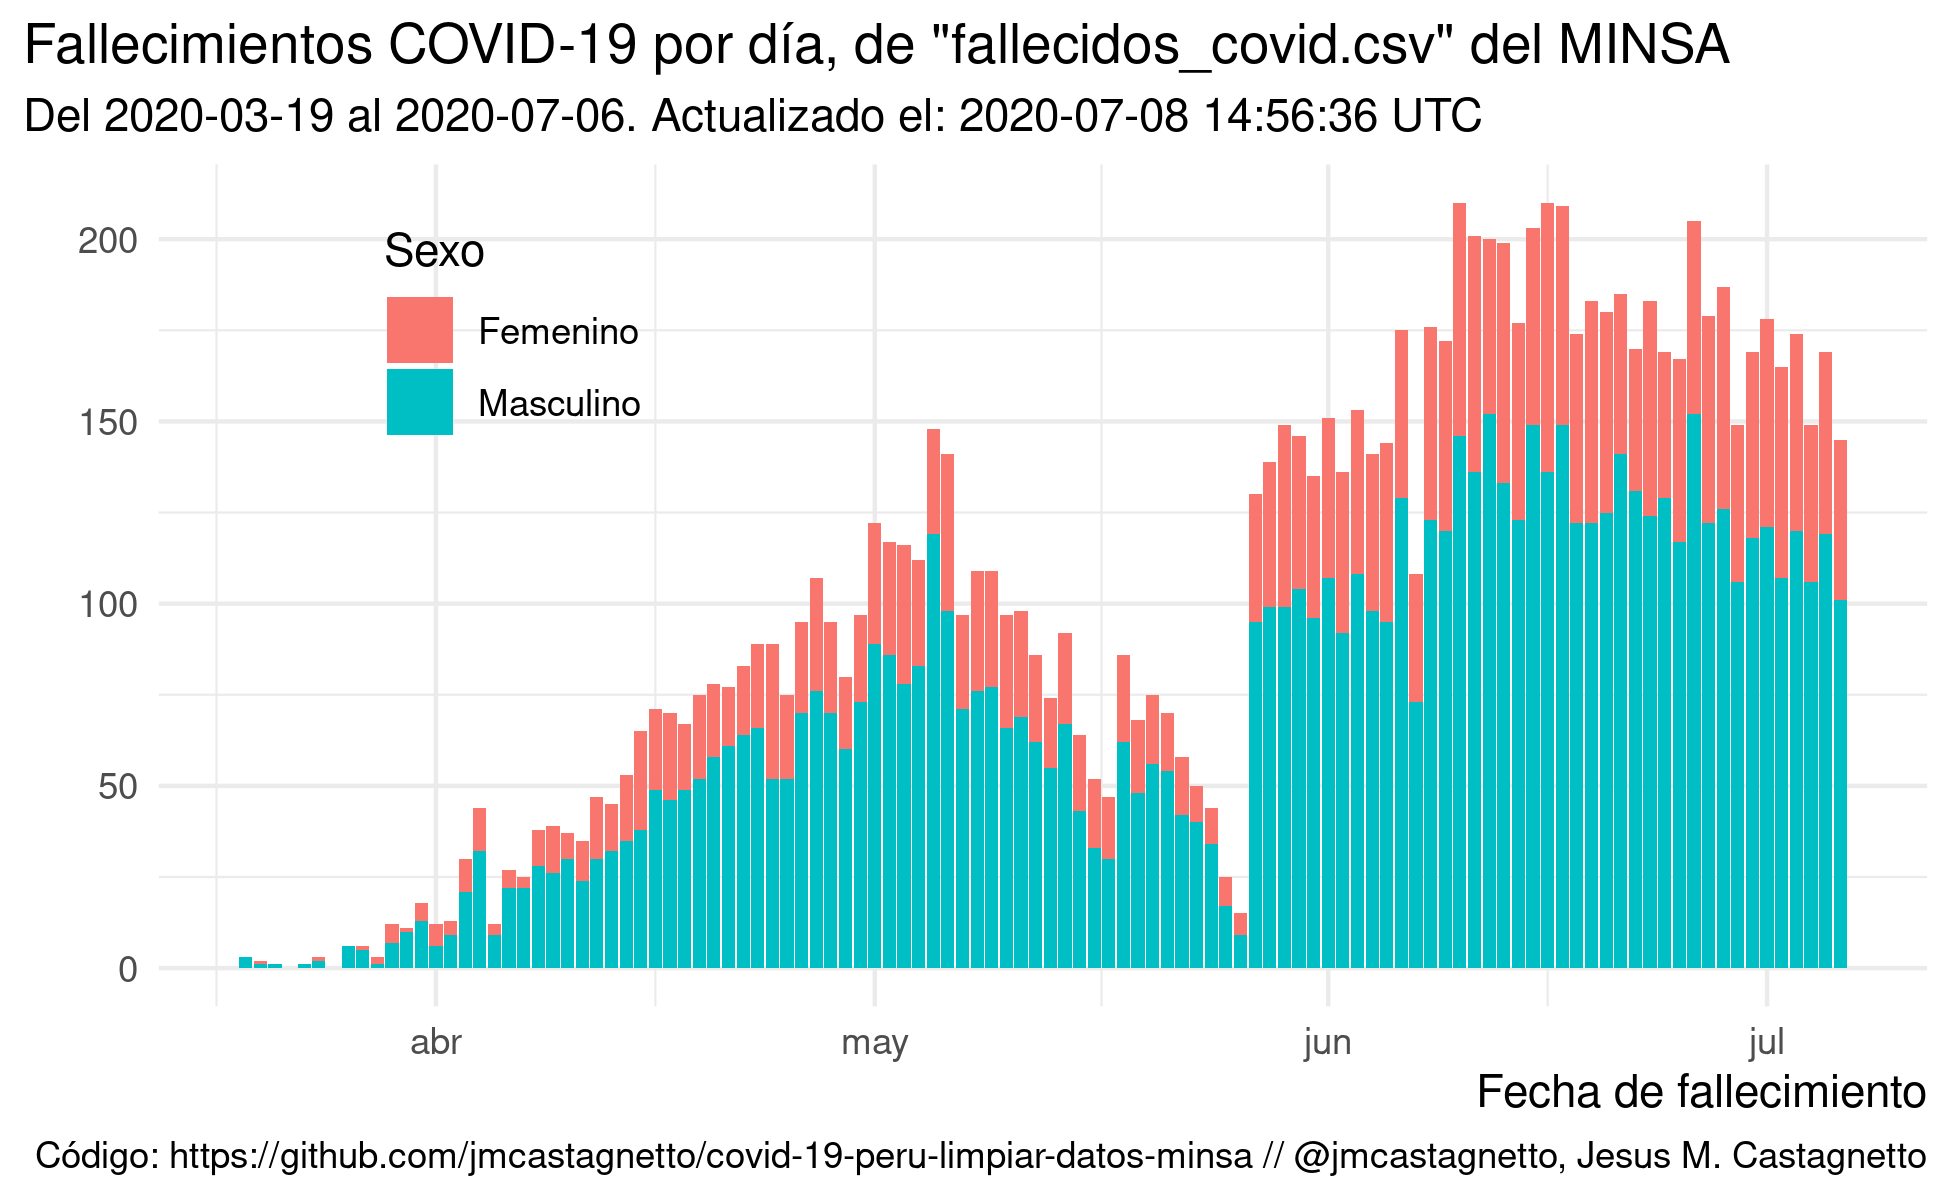 Fallecimientos COVID-19 por día, de "fallecidos_covid.csv" del MINSA
Del 2020-03-19 al 2020-07-06. Actualizado el: 2020-07-08 14:56:36 UTC
Sexo
Femenino
Masculino
200
150
100
50
0
abr may jun jul
Fecha de fallecimiento
Código: https://github.com/jmcastagnetto/covid-19-peru-limpiar-datos-minsa // @jmcastagnetto, Jesus M. Castagnetto